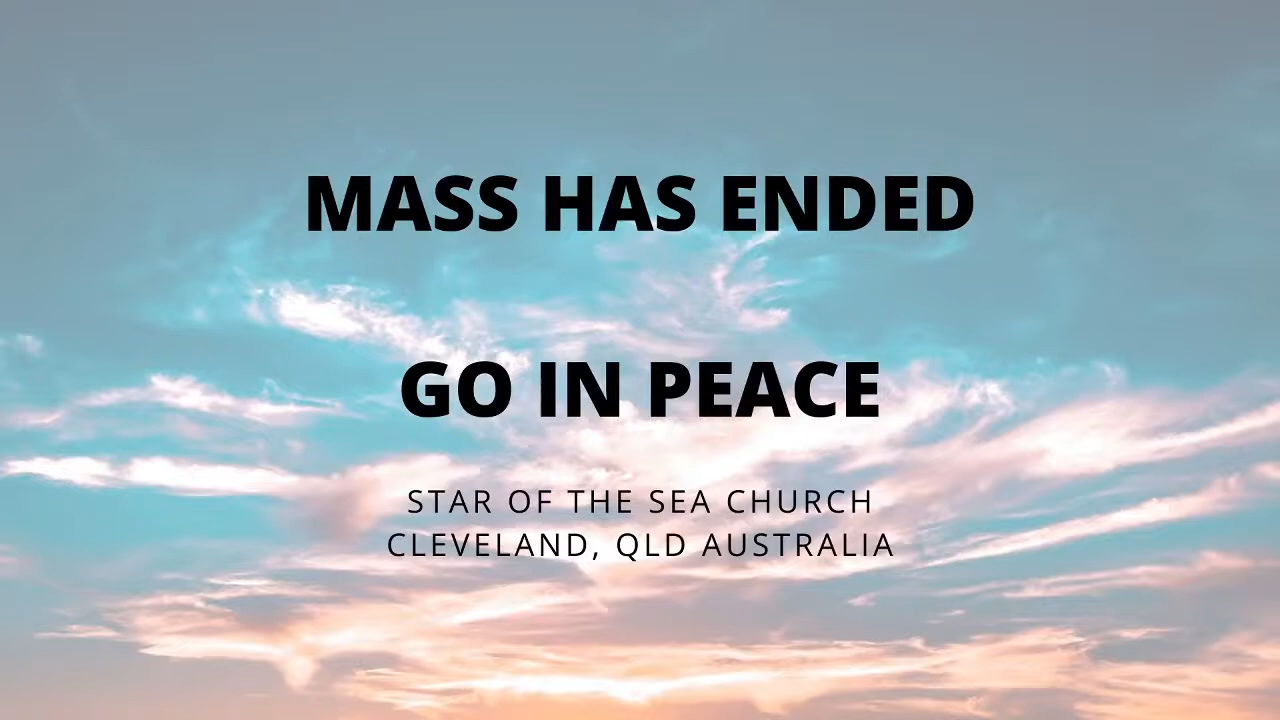 MASS HAS ENDED
GO IN PEACE
STAR OF THE SEA CHURCH
CLEVELAND, QLD AUSTRALIA